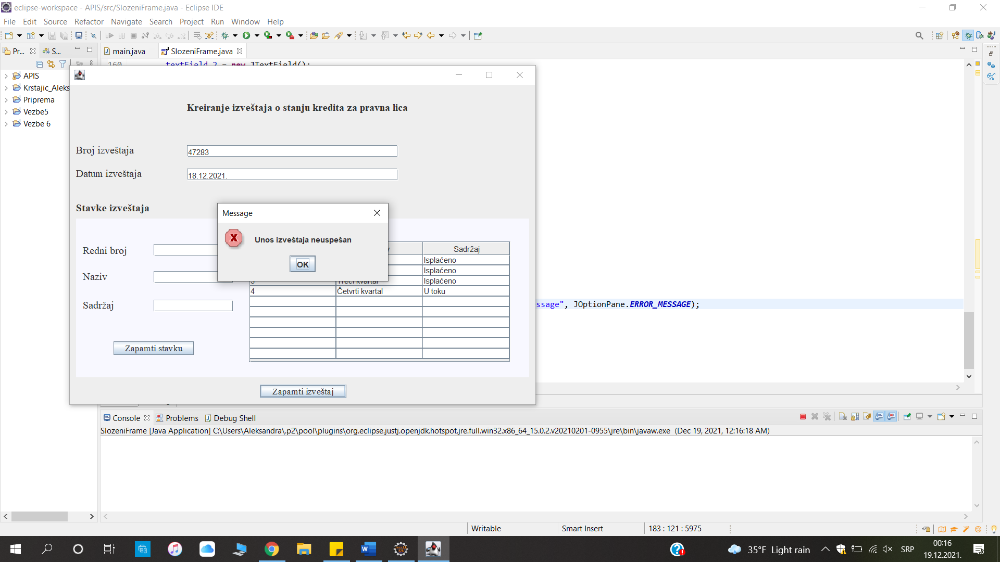 eclipse-workspace - APIS/src/SlozeniFrame.java - Eclipse IDE
File Edit Source Refactor Navigate Search Project Run Window Help
Pr... S... main.java SlozeniFrame.java
160 textField_2 = new JTextField();
APIS
Krstajic_Aleks
Priprema
Vezbe5
Vezbe 6
Kreiranje izveštaja o stanju kredita za pravna lica
Broj izveštaja 47283
Datum izveštaja 18.12.2021.
Stavke izveštaja
Message
Unos izveštaja neuspešan
OK
Redni broj
Naziv
Sadržaj
Zapamti stavku
Sadržaj
Isplaćeno
Isplaćeno
3 Treći kvartal Isplaćeno
4 Četvrti kvartal U toku
Zapamti izveštaj
ssage", JOptionPane.ERROR_MESSAGE);
Console Problems Debug Shell
SlozeniFrame [Java Application] C:\Users\Aleksandra\.p2\pool\plugins\org.eclipse.justj.openjdk.hotspot.jre.full.win32.x86_64_15.0.2.v20210201-0955\jre\bin\javaw.exe (Dec 19, 2021, 12:16:18 AM)
Writable Smart Insert 183 : 121 : 5975
35°F Light rain SRP 00:16
19.12.2021.